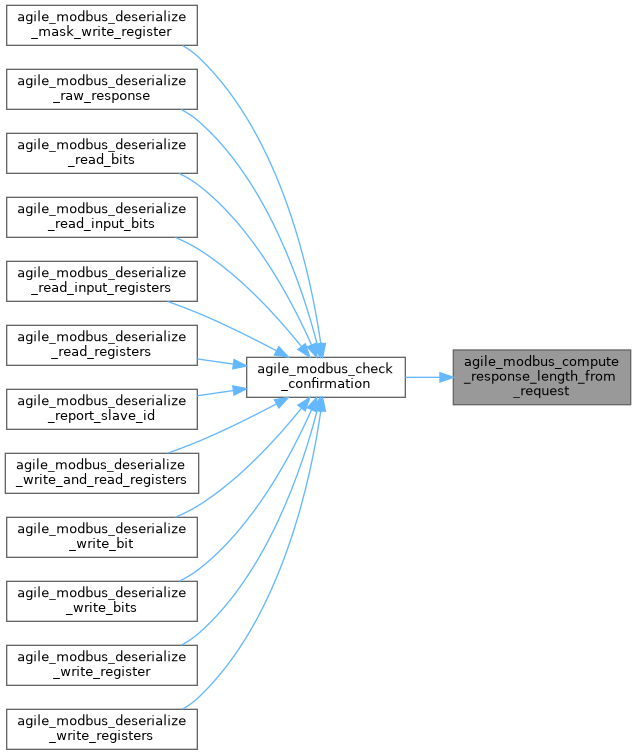 agile_modbus_deserialize
_mask_write_register
agile_modbus_deserialize
_raw_response
agile_modbus_deserialize
_read_bits
agile_modbus_deserialize
_read_input_bits
agile_modbus_deserialize
_read_input_registers
agile_modbus_deserialize
_read_registers
agile_modbus_deserialize
_report_slave_id
agile_modbus_deserialize
_write_and_read_registers
agile_modbus_deserialize
_write_bit
agile_modbus_deserialize
_write_bits
agile_modbus_deserialize
_write_register
agile_modbus_deserialize
_write_registers
agile_modbus_check
_confirmation
agile_modbus_compute
_response_length_from
_request